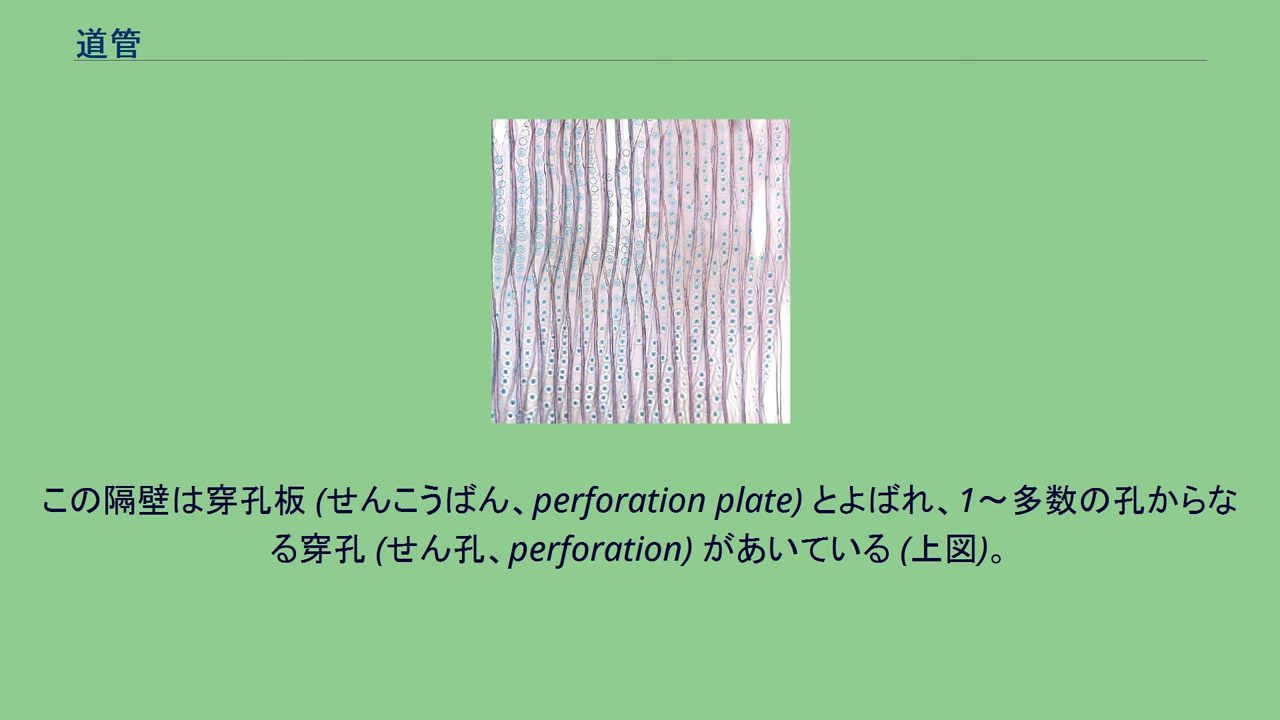 道管
この隔壁は穿孔板 (せんこうばん、perforation plate) とよばれ、1〜多数の孔からな
る穿孔 (せん孔、perforation) があいている (上図)。